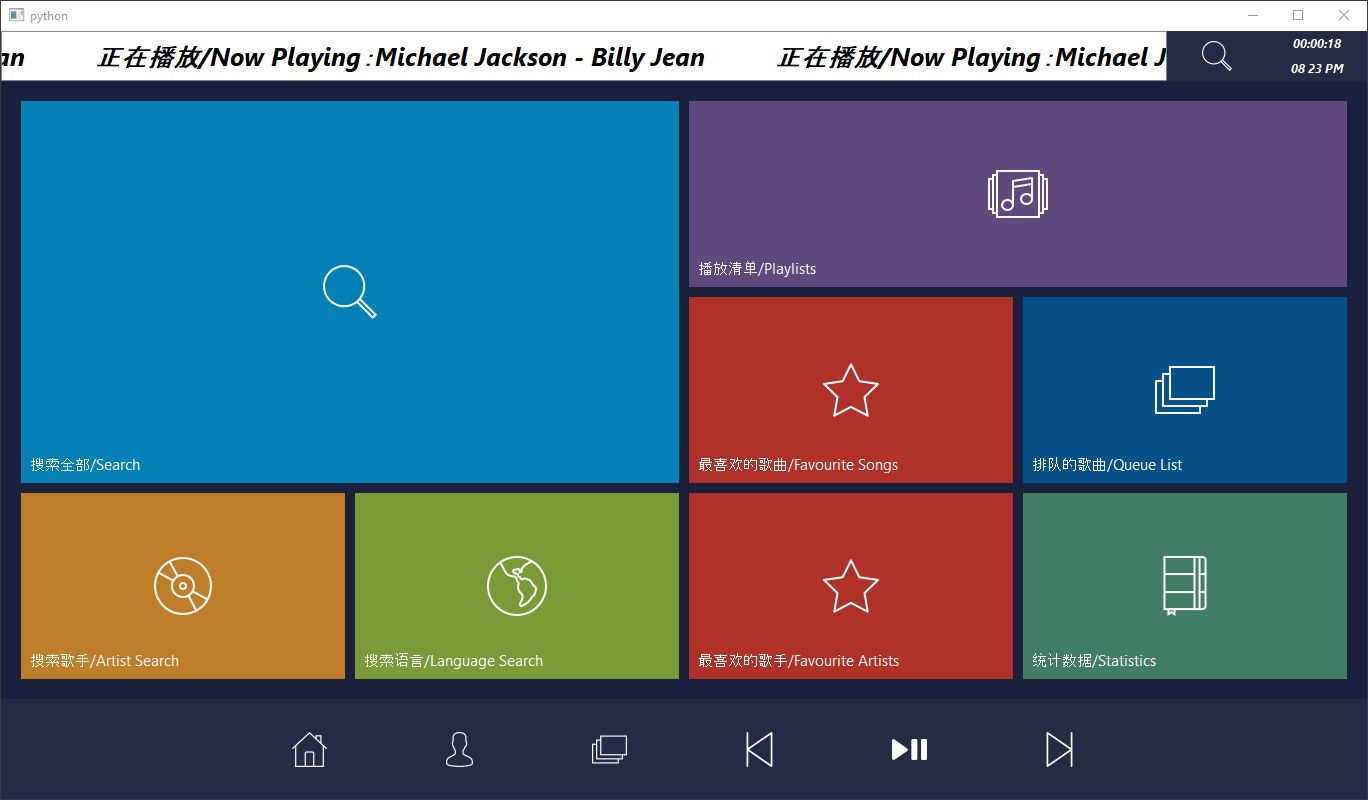 python
an 正在播放/Now Playing :Michael Jackson - Billy Jean 正在播放/Now Playing :Michael J
00:00:18
08 23 PM
播放清单/Playlists
搜索全部/Search
最喜欢的歌曲/Favourite Songs
排队的歌曲/Queue List
搜索歌手/Artist Search
搜索语言/Language Search
最喜欢的歌手/Favourite Artists
统计数据/Statistics